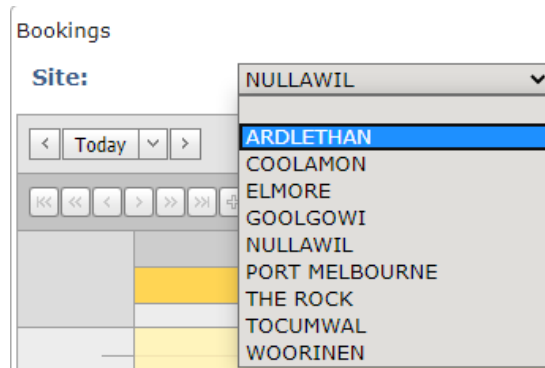 Bookings
Site: NULLAWIL
Today
ARDLETHAN
COOLAMON
ELMORE
GOOLGOWI
NULLAWIL
PORT MELBOURNE
THE ROCK
TOCUMWAL
WOORINEN